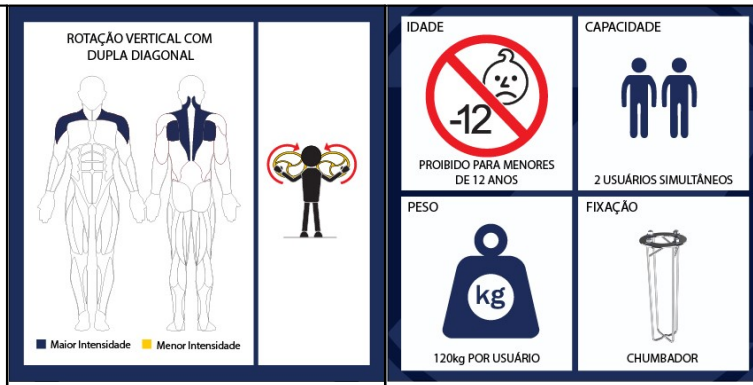 ROTAÇÃO VERTICAL COM
DUPLA DIAGONAL
Maior Intensidade
Menor Intensidade
IDADE
-12
PROIBIDO PARA MENORES
DE 12 ANOS
CAPACIDADE
2 USUÁRIOS SIMULTÂNEOS
PESO
kg
120kg POR USUÁRIO
FIXAÇÃO
CHUMBADOR